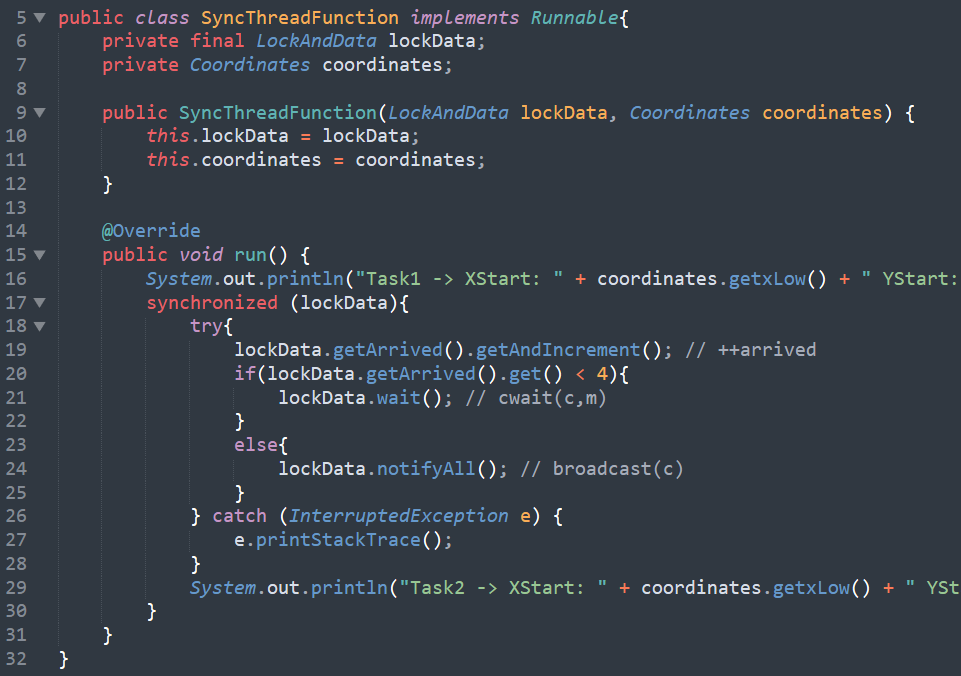 5 public class SyncThreadFunction implements Runnable{
6 private final LockAndData lockData;
7 private Coordinates coordinates;
8
9 public SyncThreadFunction(LockAndData lockData, Coordinates coordinates) {
10 this.lockData = lockData;
11 this.coordinates = coordinates;
12 }
13
14 @Override
15 public void run() {
16 System.out.println("Task1 -> XStart: " + coordinates.getxLow() + " YStart:
17 synchronized (lockData){
18 try{
19 lockData.getArrived().getAndIncrement(); // ++arrived
20 if(lockData.getArrived().get() < 4){
21 lockData.wait(); // cwait(c,m)
22 }
23 else{
24 lockData.notifyAll(); // broadcast(c)
25 }
26 } catch (InterruptedException e) {
27 e.printStackTrace();
28 }
29 System.out.println("Task2 -> XStart: " + coordinates.getxLow() + " YSt
30 }
31 }
32 }